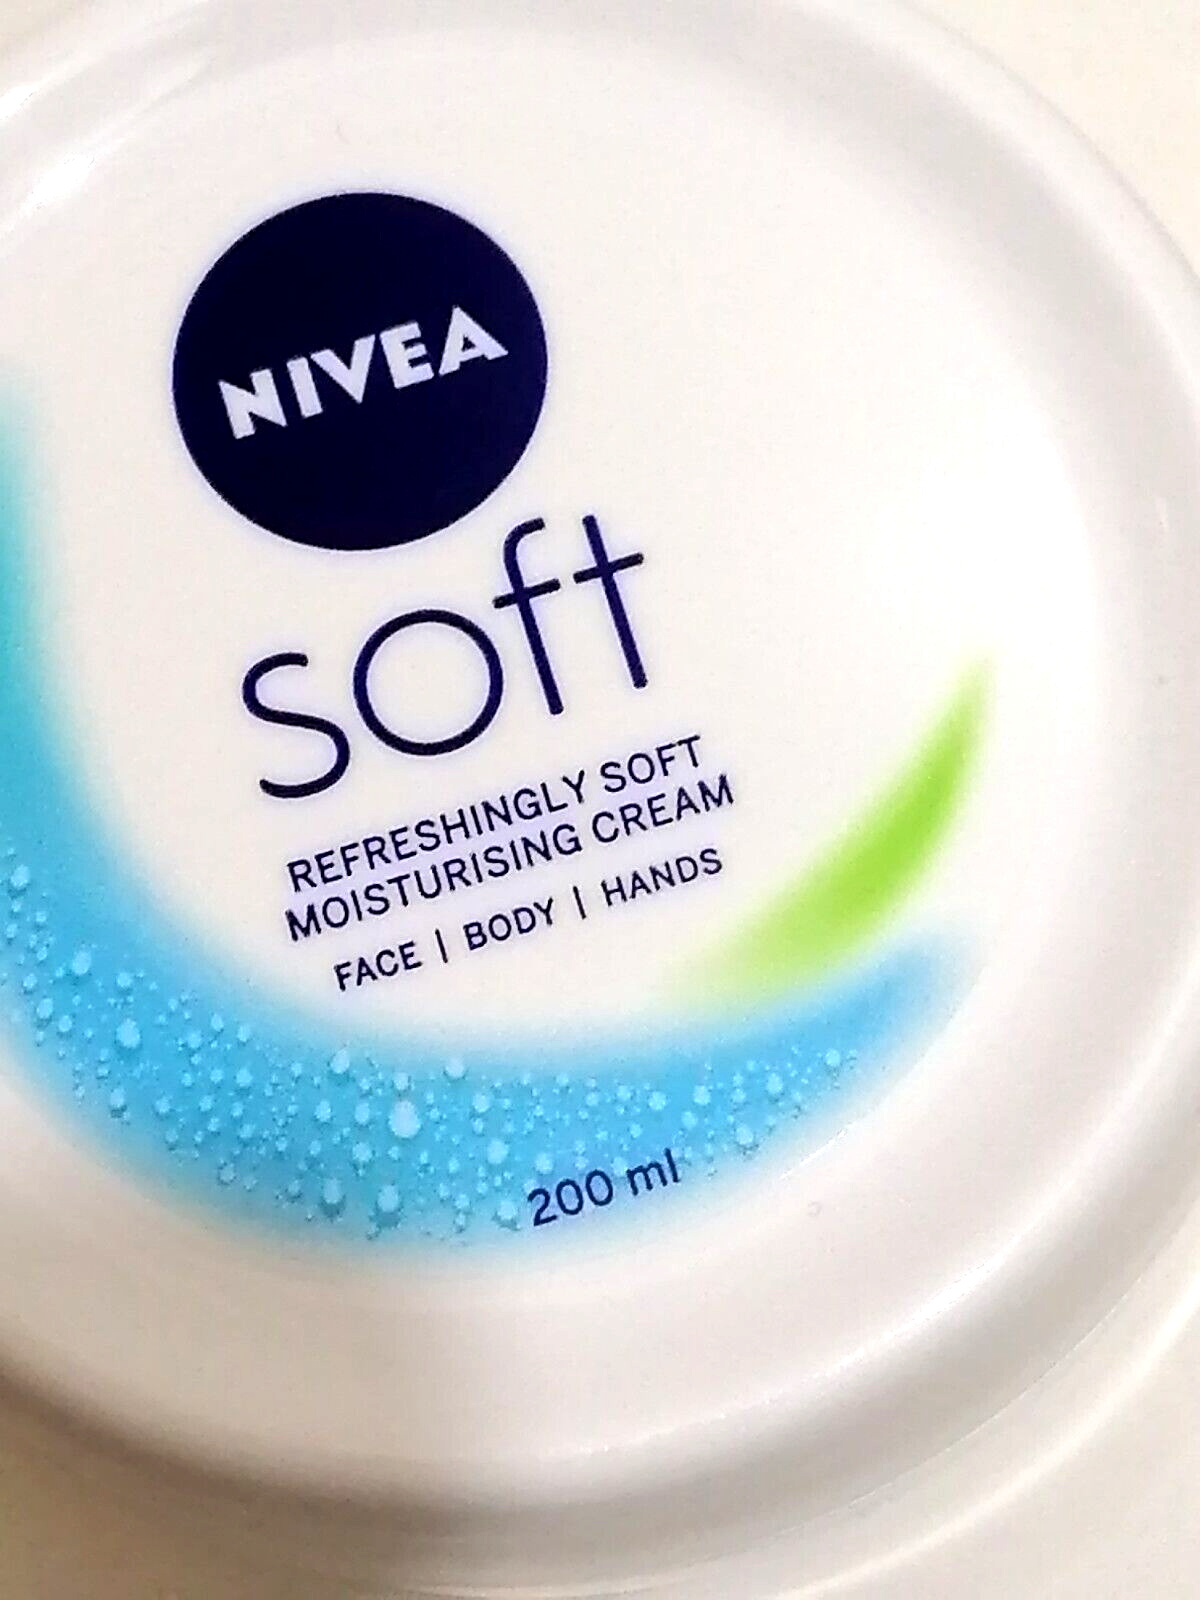 NIVEA
soft
REFRESHINGLY SOFT
MOISTURISING CREAM
FACE | BODY | HANDS
200 ml